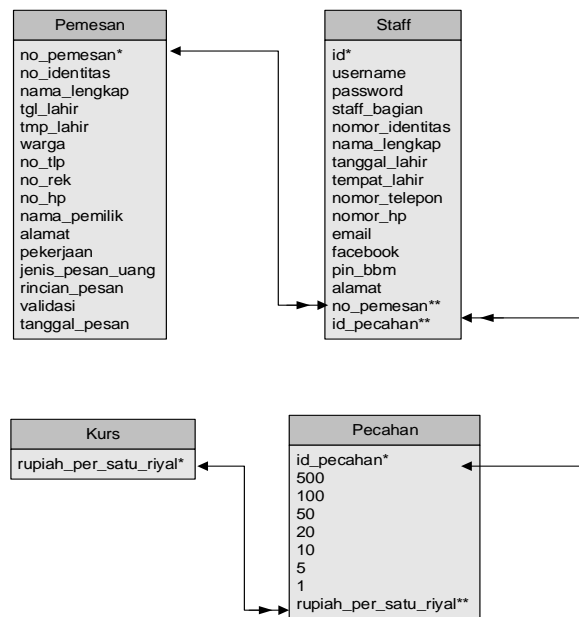 Pemesan
no_pemesan*
no_identitas
nama_lengkap
tgl_lahir
tmp_lahir
warga
no_tlp
no_rek
no_hp
nama_pemilik
alamat
pekerjaan
jenis_pesan_uang
rincian_pesan
validasi
tanggal_pesan
Staff
id*
username
password
staff_bagian
nomor_identitas
nama_lengkap
tanggal_lahir
tempat_lahir
nomor_telepon
nomor_hp
email
facebook
pin_bbm
alamat
no_pemesan**
id_pecahan**
Kurs
rupiah_per_satu_riyal*
Pecahan
id_pecahan*
500
100
50
20
10
5
1
rupiah_per_satu_riyal**